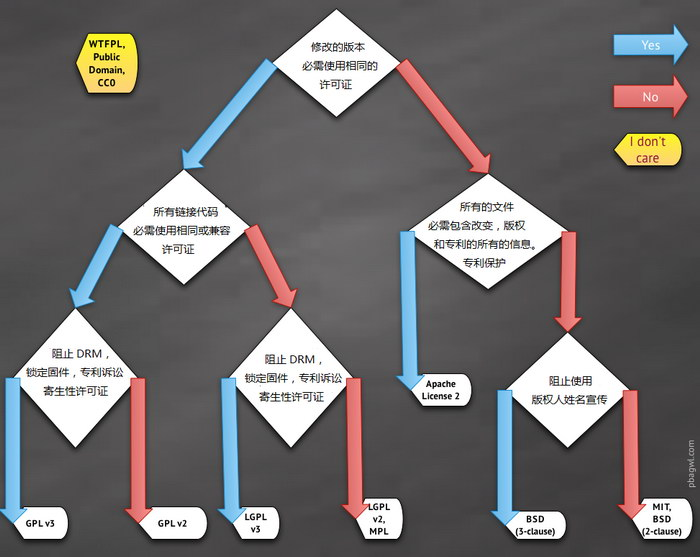 WTFPL,
Public
Domain,
CC0
修改的版本
必需使用相同的
许可证
Yes
No
I don't
care
所有链接代码
必需使用相同或兼容
许可证
所有的文件
必需包含改变，版权
和专利的所有的信息。
专利保护
阻止 DRM，
锁定固件，专利诉讼
寄生性许可证
阻止 DRM，
锁定固件，专利诉讼
寄生性许可证
Apache
License 2
阻止使用
版权人姓名宣传
GPL v3
GPL v2
LGPL
v3
LGPL
v2,
MPL
BSD
(3-clause)
MIT,
BSD
(2-clause)
pbagwl.com